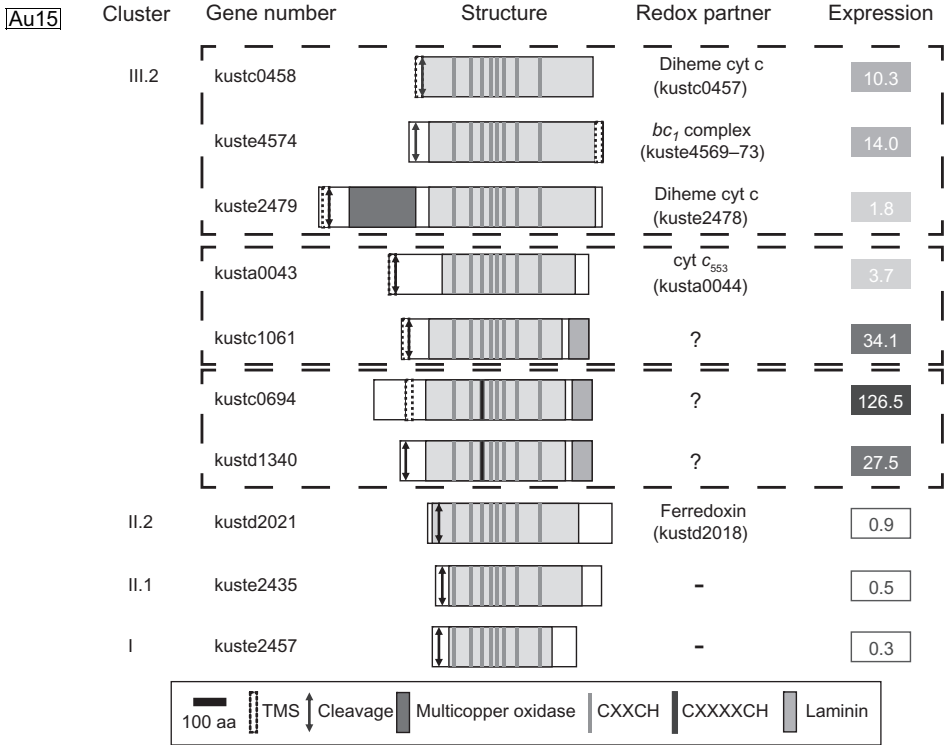 Au15
Cluster Gene number Structure Redox partner Expression
III.2 kustc0458 Diheme cyt c (kustc0457) 10.3
kuste4574 bc1 complex (kuste4569–73) 14.0
kuste2479 Diheme cyt c (kuste2478) 1.8
kusta0043 cyt c553 (kusta0044) 3.7
kustc1061 ? 34.1
kustc0694 ? 126.5
kustd1340 ? 27.5
II.2 kustd2021 Ferredoxin (kustd2018) 0.9
II.1 kuste2435 - 0.5
I kuste2457 - 0.3
100 aa TMS Cleavage Multicopper oxidase CXXCH CXXXXCH Laminin